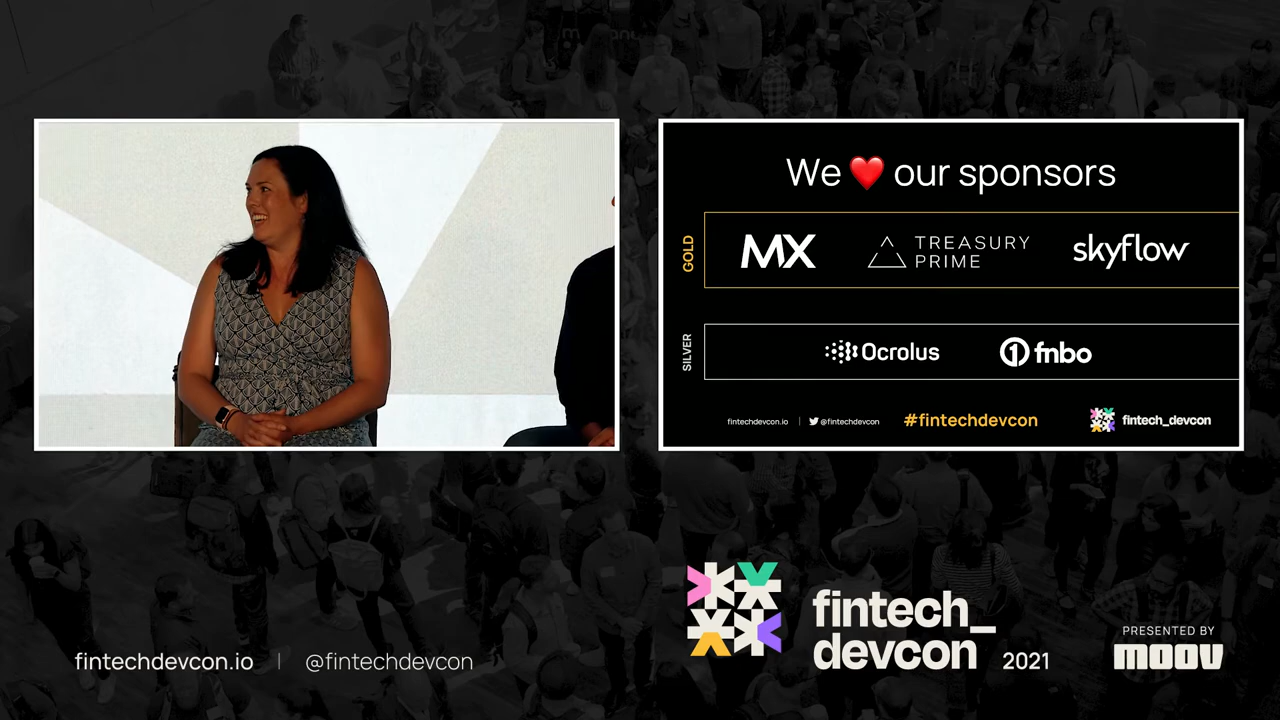 We ❤️ our sponsors
GOLD
MX
TREASURY
PRIME
skyflow
SILVER
Ocrolus
1 fnbo
fintechdevcon.io | @fintechdevcon
#fintechdevcon
fintech_devcon
fintech_
devcon 2021
PRESENTED BY
moov
fintechdevcon.io | @fintechdevcon